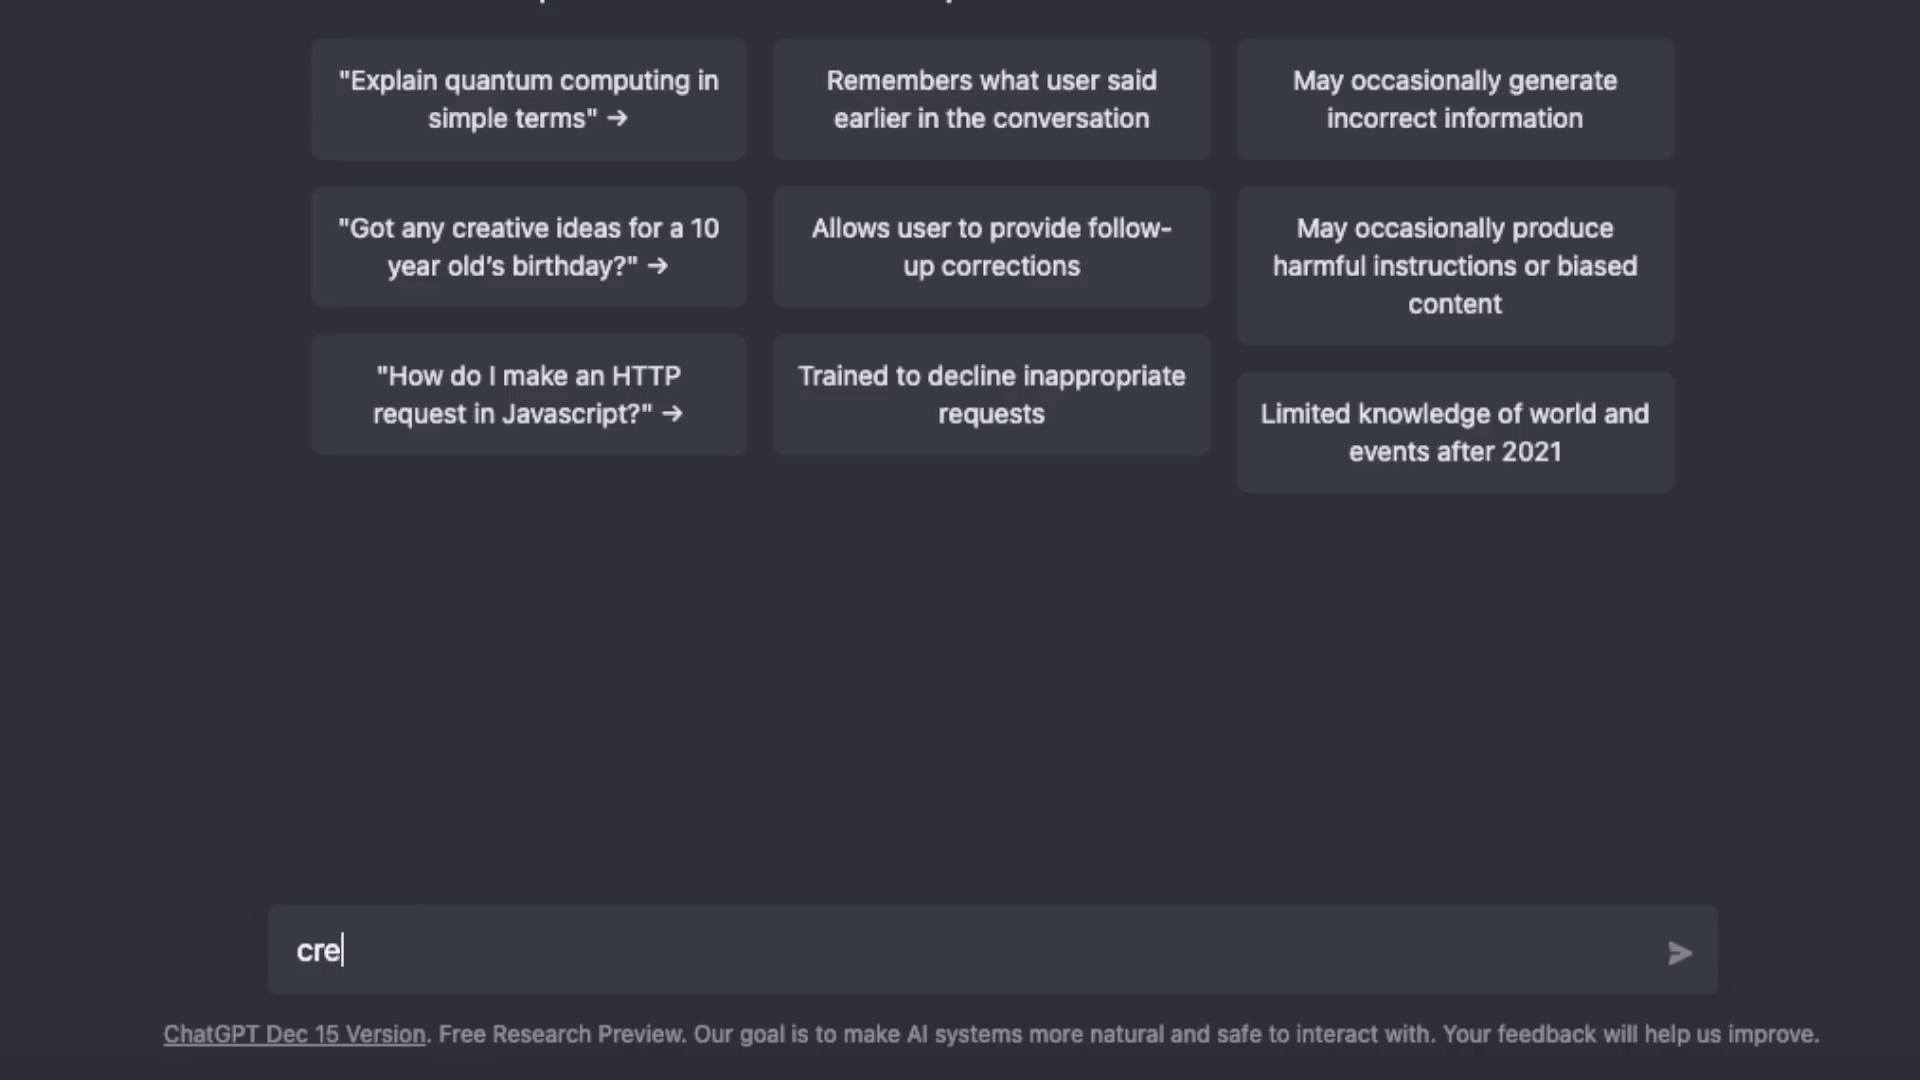 "Explain quantum computing in
simple terms" →
"Got any creative ideas for a 10
year old's birthday?" →
"How do I make an HTTP
request in Javascript?" →
Remembers what user said
earlier in the conversation
Allows user to provide follow-
up corrections
Trained to decline inappropriate
requests
May occasionally generate
incorrect information
May occasionally produce
harmful instructions or biased
content
Limited knowledge of world and
events after 2021
cre
ChatGPT Dec 15 Version. Free Research Preview. Our goal is to make AI systems more natural and safe to interact with. Your feedback will help us improve.